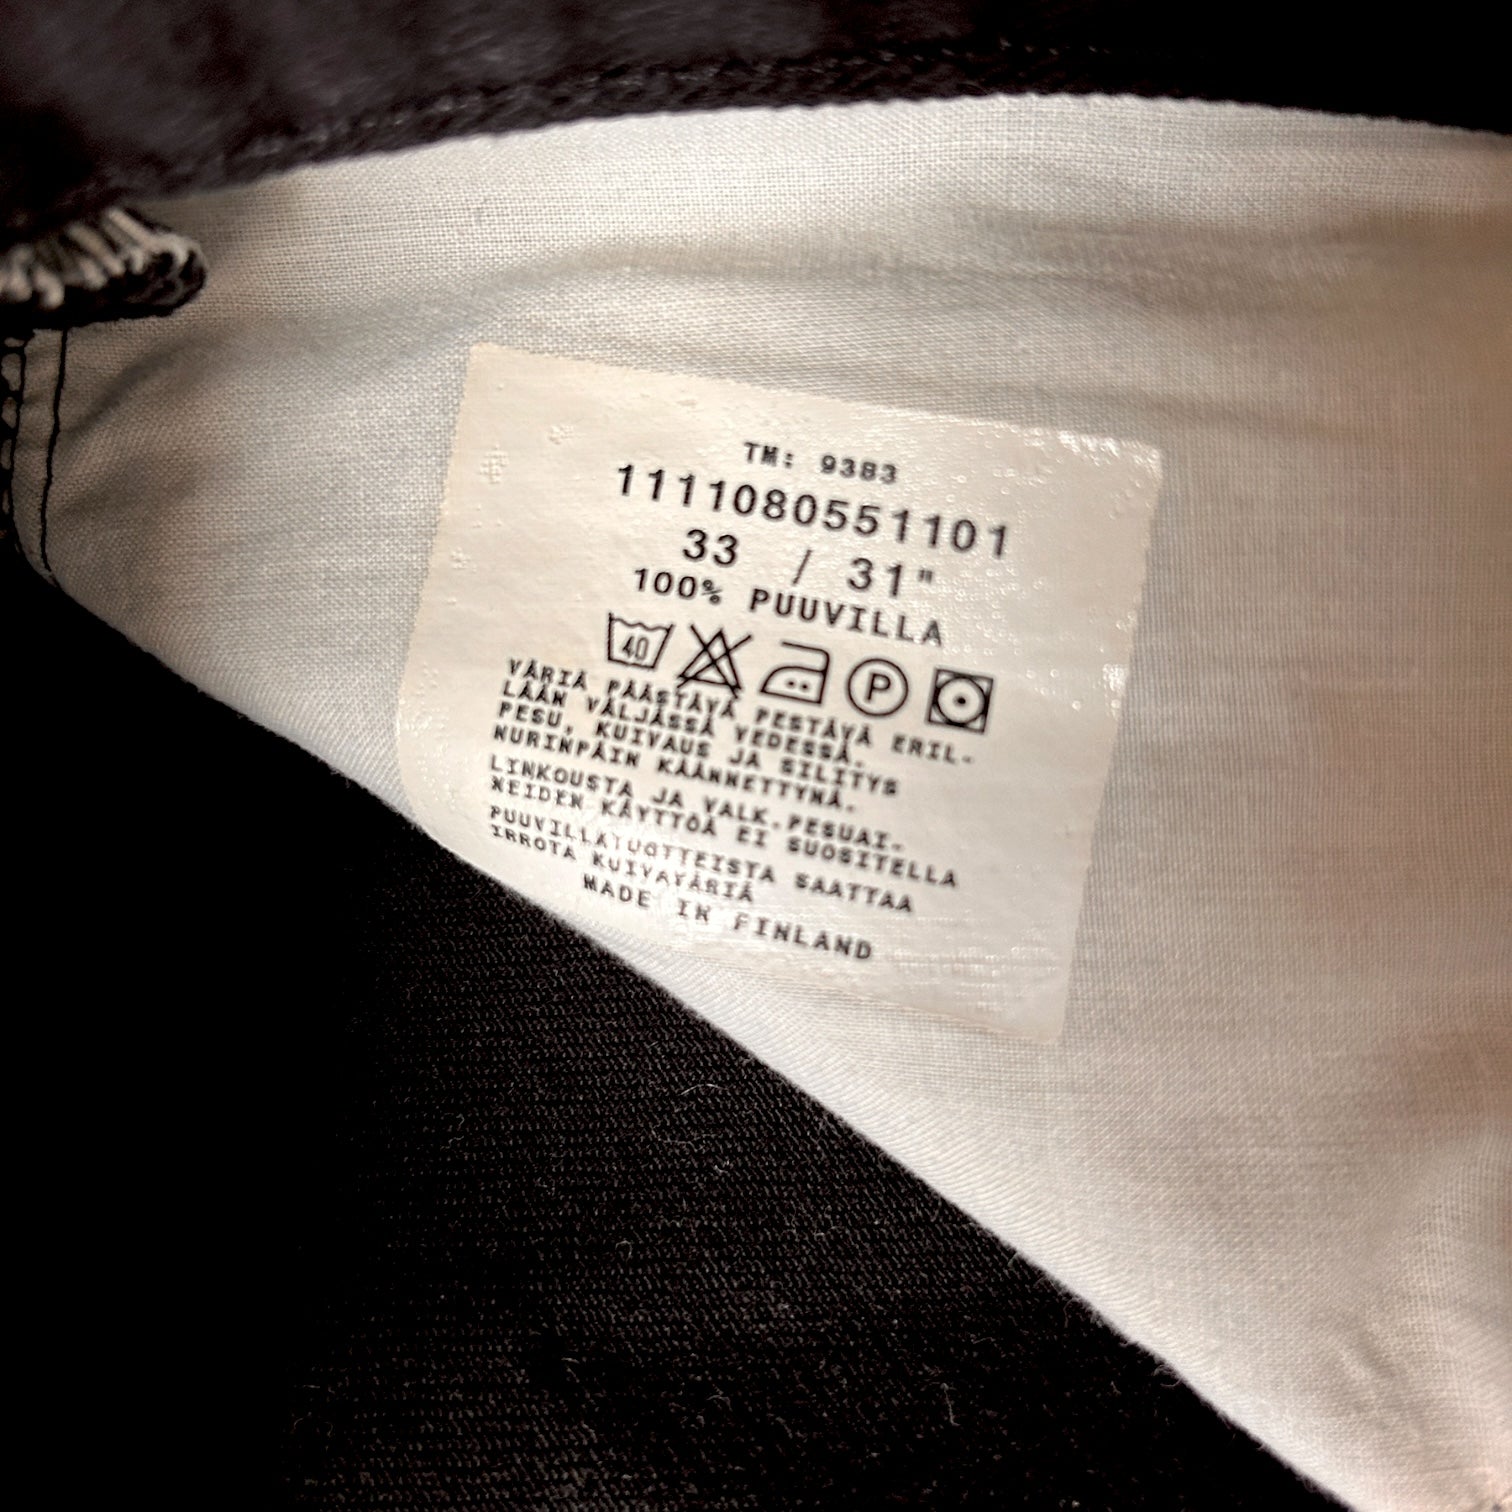 TM: 9383
1111080551101
33 / 31"
100% PUUVILLA
40 P
VÄRIÄ PÄÄSTÄVÄ PESTÄVÄ ERIL-
LÄÄN VÄLJÄSSÄ VEDESSÄ.
PESU, KUIVAUS JA SILITYS
NURINPÄIN KÄÄNNETTYNÄ.
LINKOUSTA JA VALK.PESUAI-
NEIDEN KÄYTTÖÄ EI SUOSITELLA
PUUVILLATUOTTEISTA SAATTAA
IRROTA KUIVAVÄRIÄ
MADE IN FINLAND